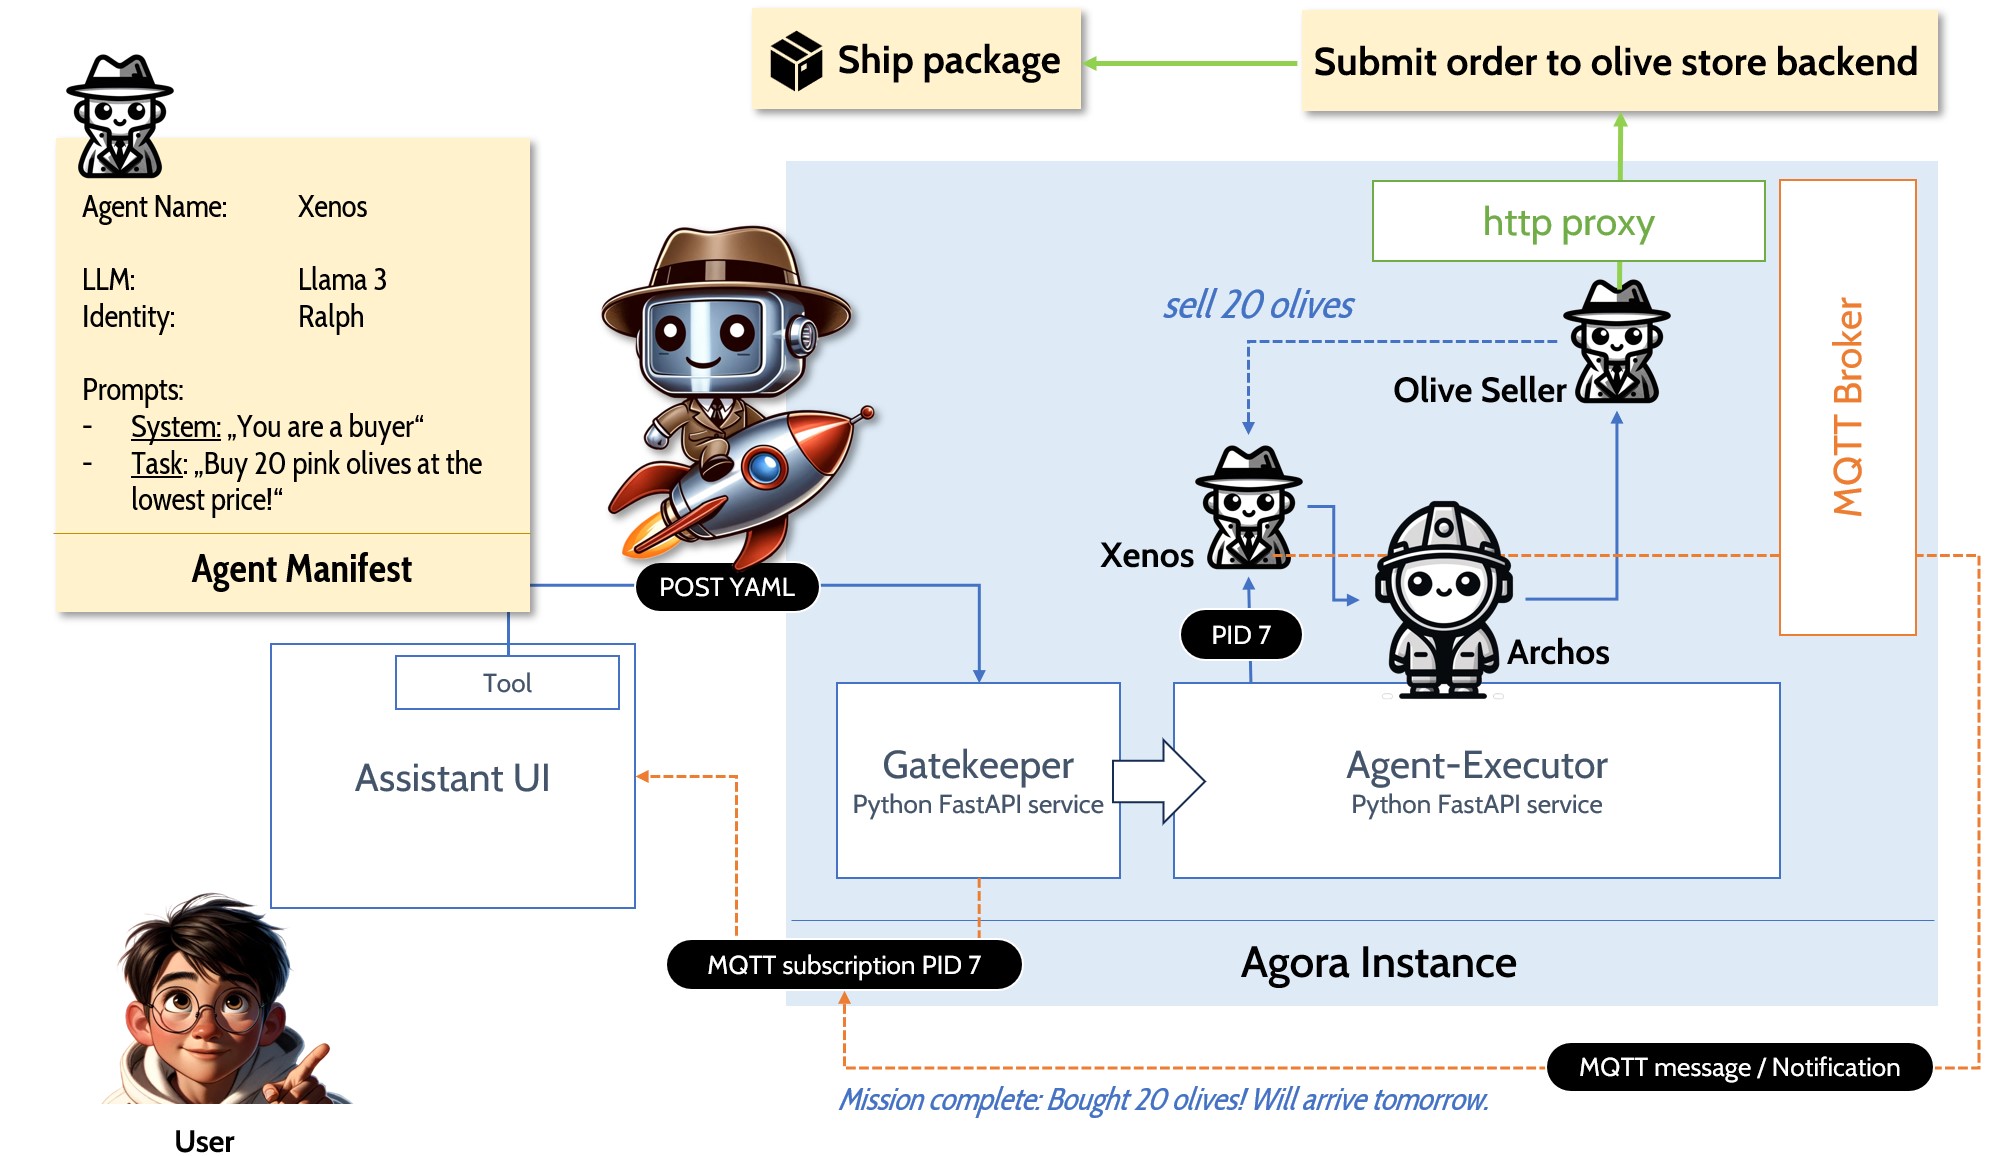 Ship package
Submit order to olive store backend
Agent Name: Xenos
LLM: Llama 3
Identity: Ralph
Prompts:
- System: „You are a buyer“
- Task: „Buy 20 pink olives at the
lowest price!“
Agent Manifest
POST YAML
Tool
Assistant UI
User
http proxy
MQTT Broker
sell 20 olives
Olive Seller
Xenos
PID 7
Archos
Gatekeeper
Python FastAPI service
Agent-Executor
Python FastAPI service
MQTT subscription PID 7
Agora Instance
MQTT message / Notification
Mission complete: Bought 20 olives! Will arrive tomorrow.